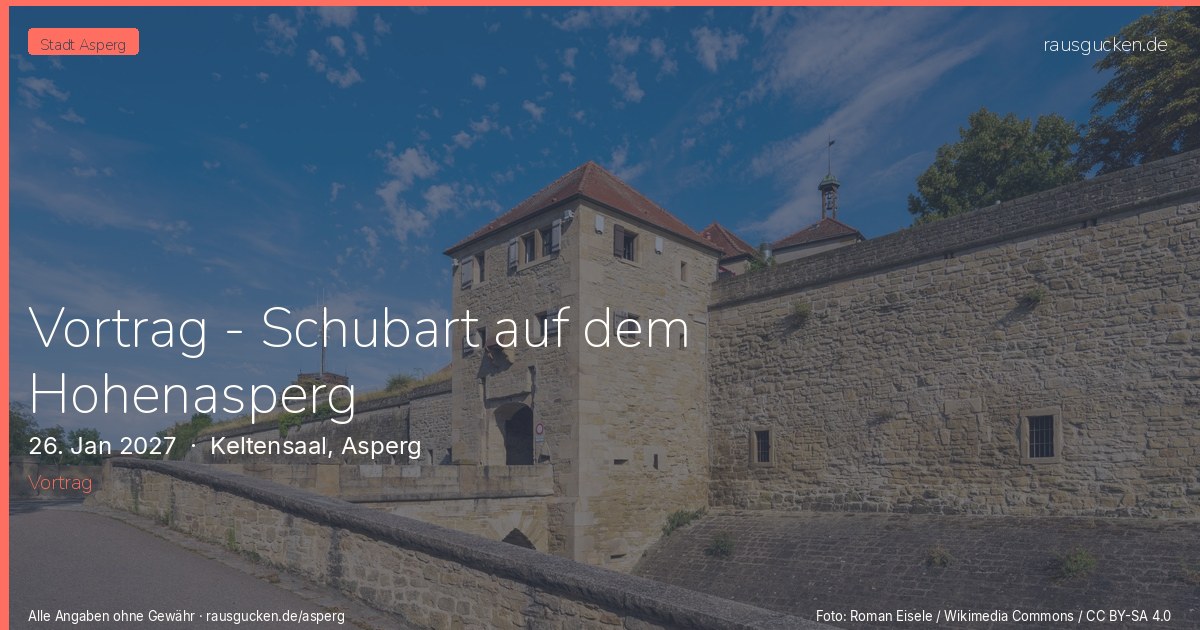 Stadt Asperg
rausgucken.de
Vortrag - Schubart auf dem
Hohenasperg
26. Jan 2027 · Keltensaal, Asperg
Vortrag
Alle Angaben ohne Gewähr · rausgucken.de/asperg
Foto: Roman Eisele / Wikimedia Commons / CC BY-SA 4.0